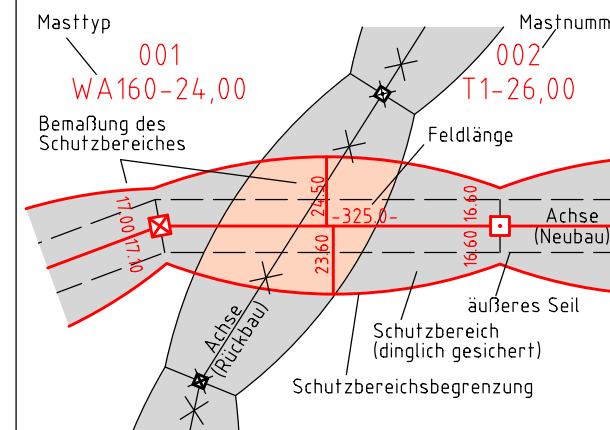 Masttyp
Mastnumm
001
002
WA160-24,00
T1-26,00
Bemaßung des
Schutzbereiches
Feldlänge
17.00
17.10
24.50
-325.0-
23.60
16.60
16.60
Achse
(Neubau)
Achse
(Rückbau)
äußeres Seil
Schutzbereich
(dinglich gesichert)
Schutzbereichsbegrenzung